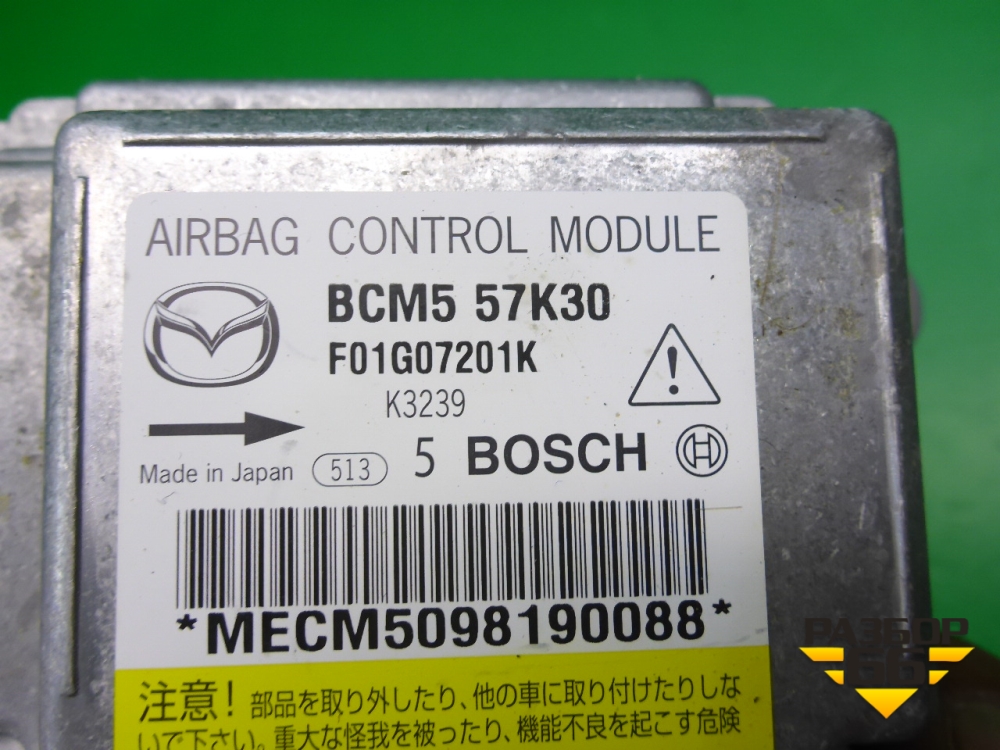 AIRBAG CONTROL MODULE
BCM5 57K30
F01G07201K
K3239
Made in Japan 513 5 BOSCH
*MECM5098190088*
注意! 部品を取り外したり、他の車に取り付けたりしな
いで下さい。重大な怪我を被ったり、機能不良を起こす危険
РАЗБОР
66